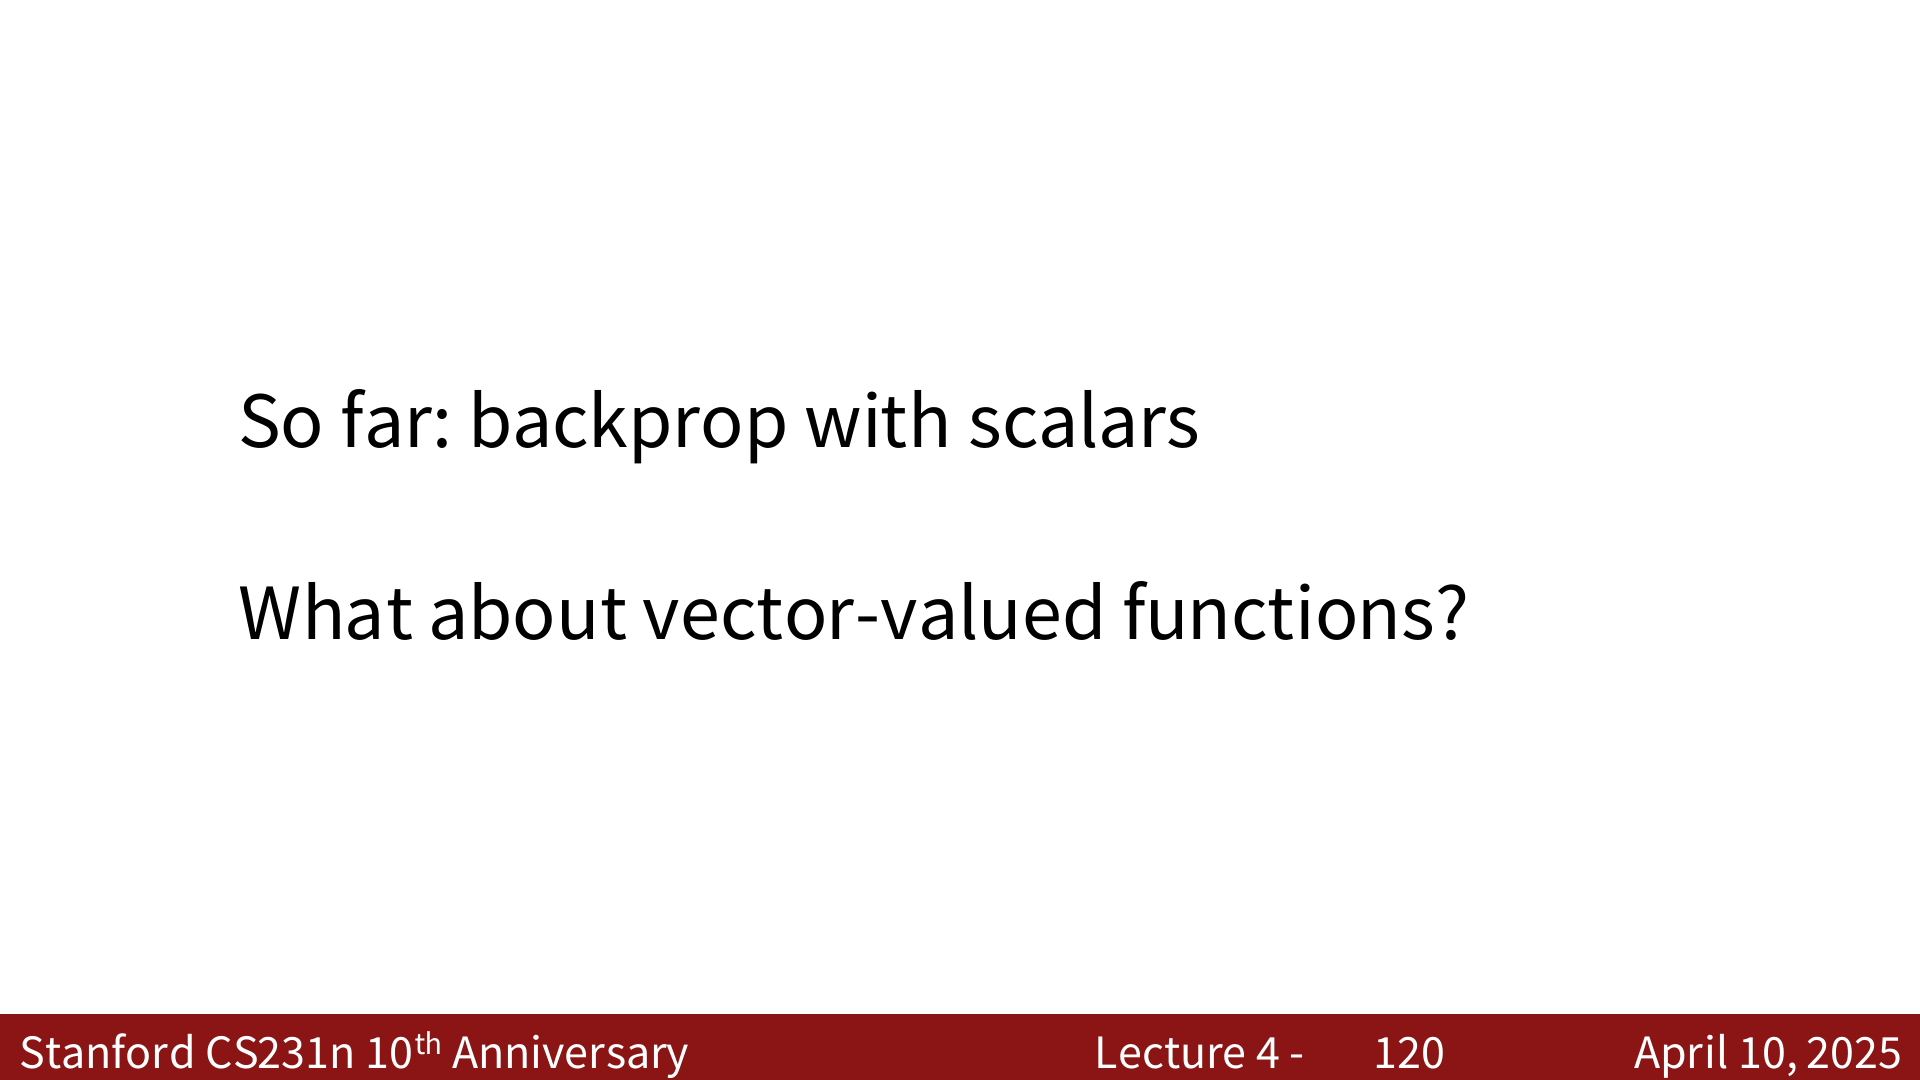 So far: backprop with scalars
What about vector-valued functions?
Stanford CS231n 10th Anniversary Lecture 4 - 120 April 10, 2025